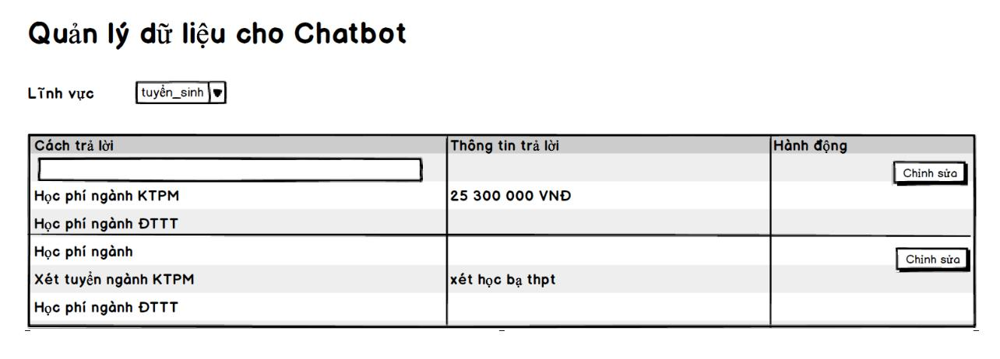 Quản lý dữ liệu cho Chatbot
Lĩnh vực tuyển_sinh
Cách trả lời Thông tin trả lời Hành động
Chỉnh sửa
Học phí ngành KTPM 25 300 000 VNĐ
Học phí ngành ĐTTT
Học phí ngành Chỉnh sửa
Xét tuyển ngành KTPM xét học bạ thpt
Học phí ngành ĐTTT